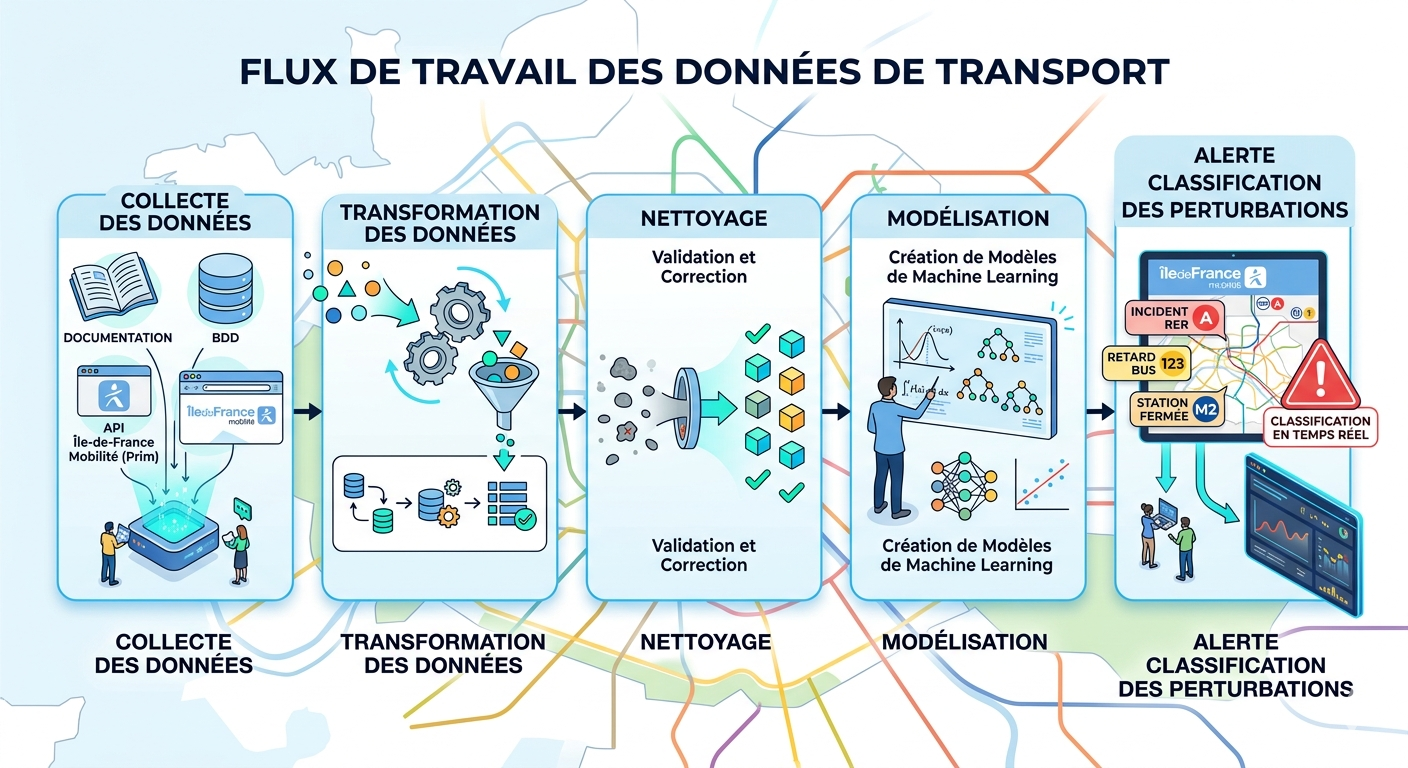 FLUX DE TRAVAIL DES DONNÉES DE TRANSPORT
COLLECTE
DES DONNÉES
DOCUMENTATION
BDD
API
Île-de-France
Mobilité (Prim)
îledeFrance
mobilité
TRANSFORMATION
DES DONNÉES
NETTOYAGE
Validation et
Correction
Validation et
Correction
MODÉLISATION
Création de Modèles
de Machine Learning
Création de Modèles
de Machine Learning
ALERTE
CLASSIFICATION
DES PERTURBATIONS
îledeFrance
A
INCIDENT
RER
A
RETARD
BUS
123
STATION
FERMÉE
M2
CLASSIFICATION
EN TEMPS RÉEL
COLLECTE
DES DONNÉES
TRANSFORMATION
DES DONNÉES
NETTOYAGE
MODÉLISATION
ALERTE
CLASSIFICATION
DES PERTURBATIONS